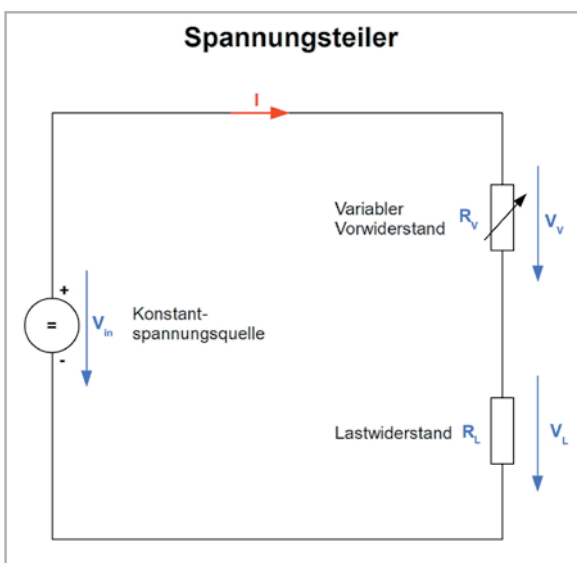 Spannungsteiler
I
Variabler
Vorwiderstand
R_V
V_V
+
=
-
V_in
Konstant-
spannungsquelle
Lastwiderstand
R_L
V_L